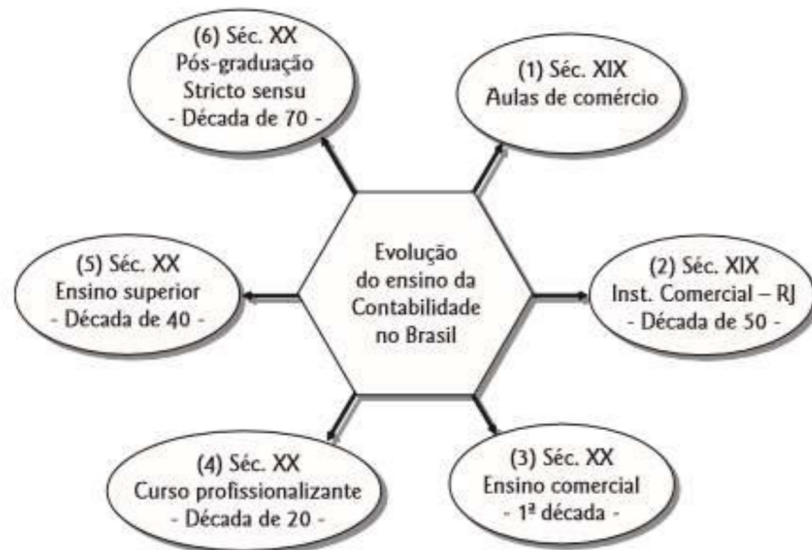 Evolução
do ensino da
Contabilidade
no Brasil
(1) Séc. XIX
Aulas de comércio
(2) Séc. XIX
Inst. Comercial – RJ
- Década de 50 -
(3) Séc. XX
Ensino comercial
- 1ª década -
(4) Séc. XX
Curso profissionalizante
- Década de 20 -
(5) Séc. XX
Ensino superior
- Década de 40 -
(6) Séc. XX
Pós-graduação
Stricto sensu
- Década de 70 -